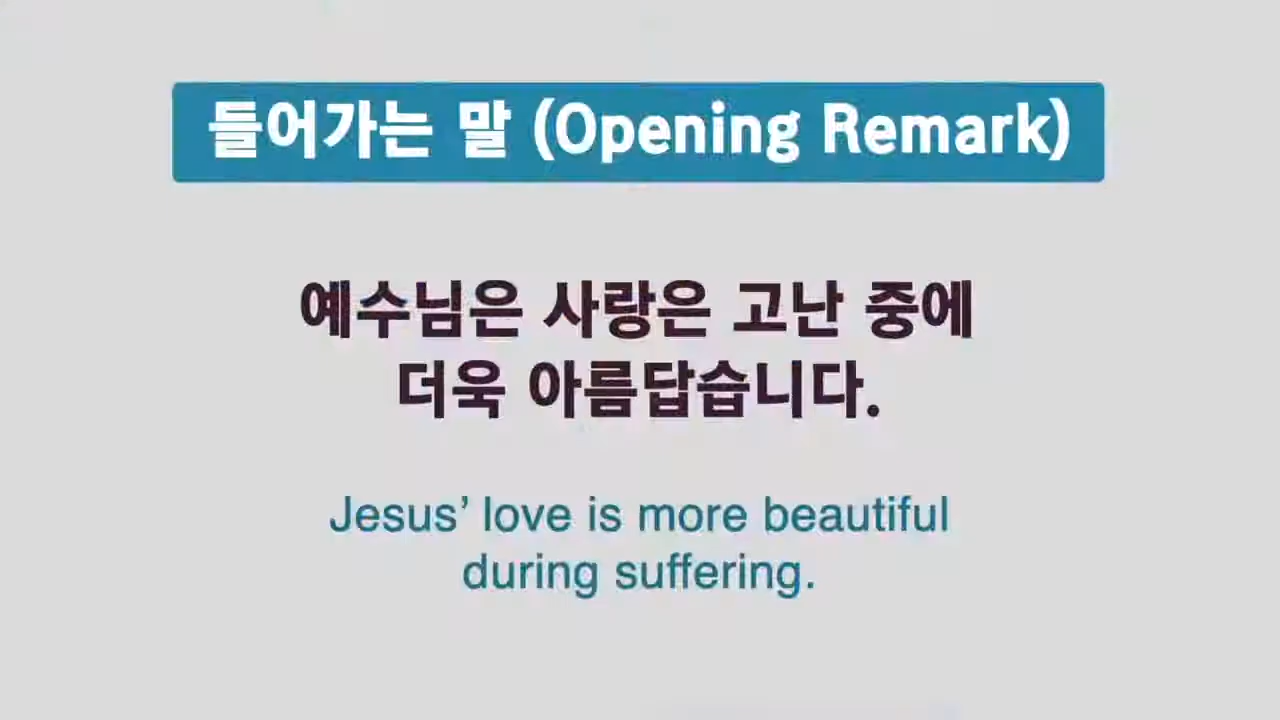 들어가는 말 (Opening Remark)
예수님은 사랑은 고난 중에
더욱 아름답습니다.
Jesus’ love is more beautiful
during suffering.